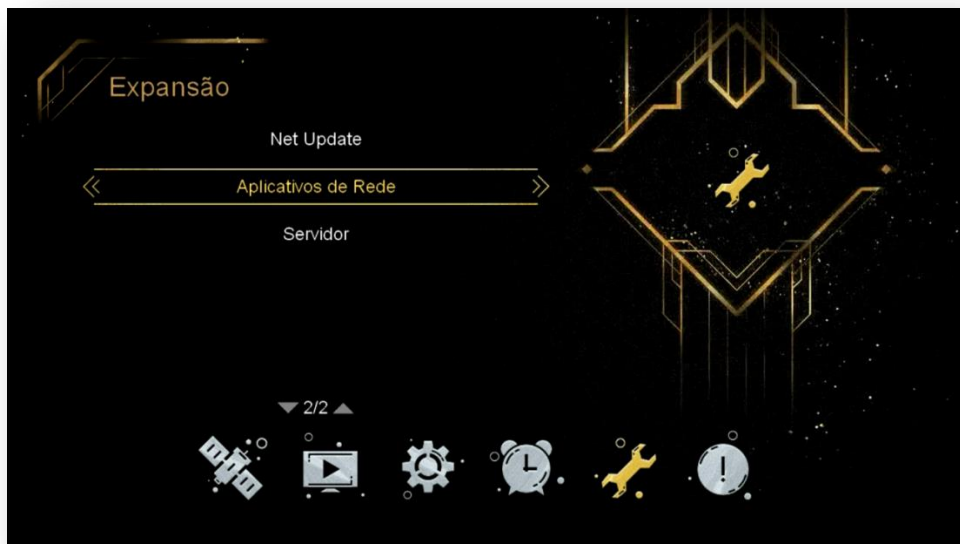 Expansão
Net Update
Aplicativos de Rede
Servidor
2/2